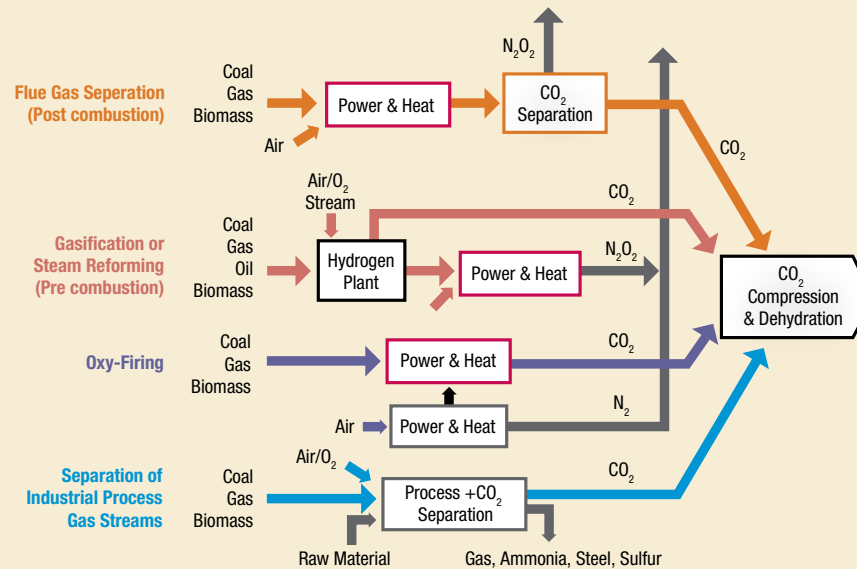 Flue Gas Seperation
(Post combustion)
Coal
Gas
Biomass
Air
Power & Heat
N₂O₂
CO₂
Separation
CO₂
Gasification or
Steam Reforming
(Pre combustion)
Coal
Gas
Oil
Biomass
Air/O₂
Stream
Hydrogen
Plant
CO₂
Power & Heat
N₂O₂
CO₂
Compression
& Dehydration
Oxy-Firing
Coal
Gas
Biomass
Power & Heat
CO₂
Air
Power & Heat
N₂
Separation of
Industrial Process
Gas Streams
Coal
Gas
Biomass
Air/O₂
Process +CO₂
Separation
CO₂
Raw Material
Gas, Ammonia, Steel, Sulfur